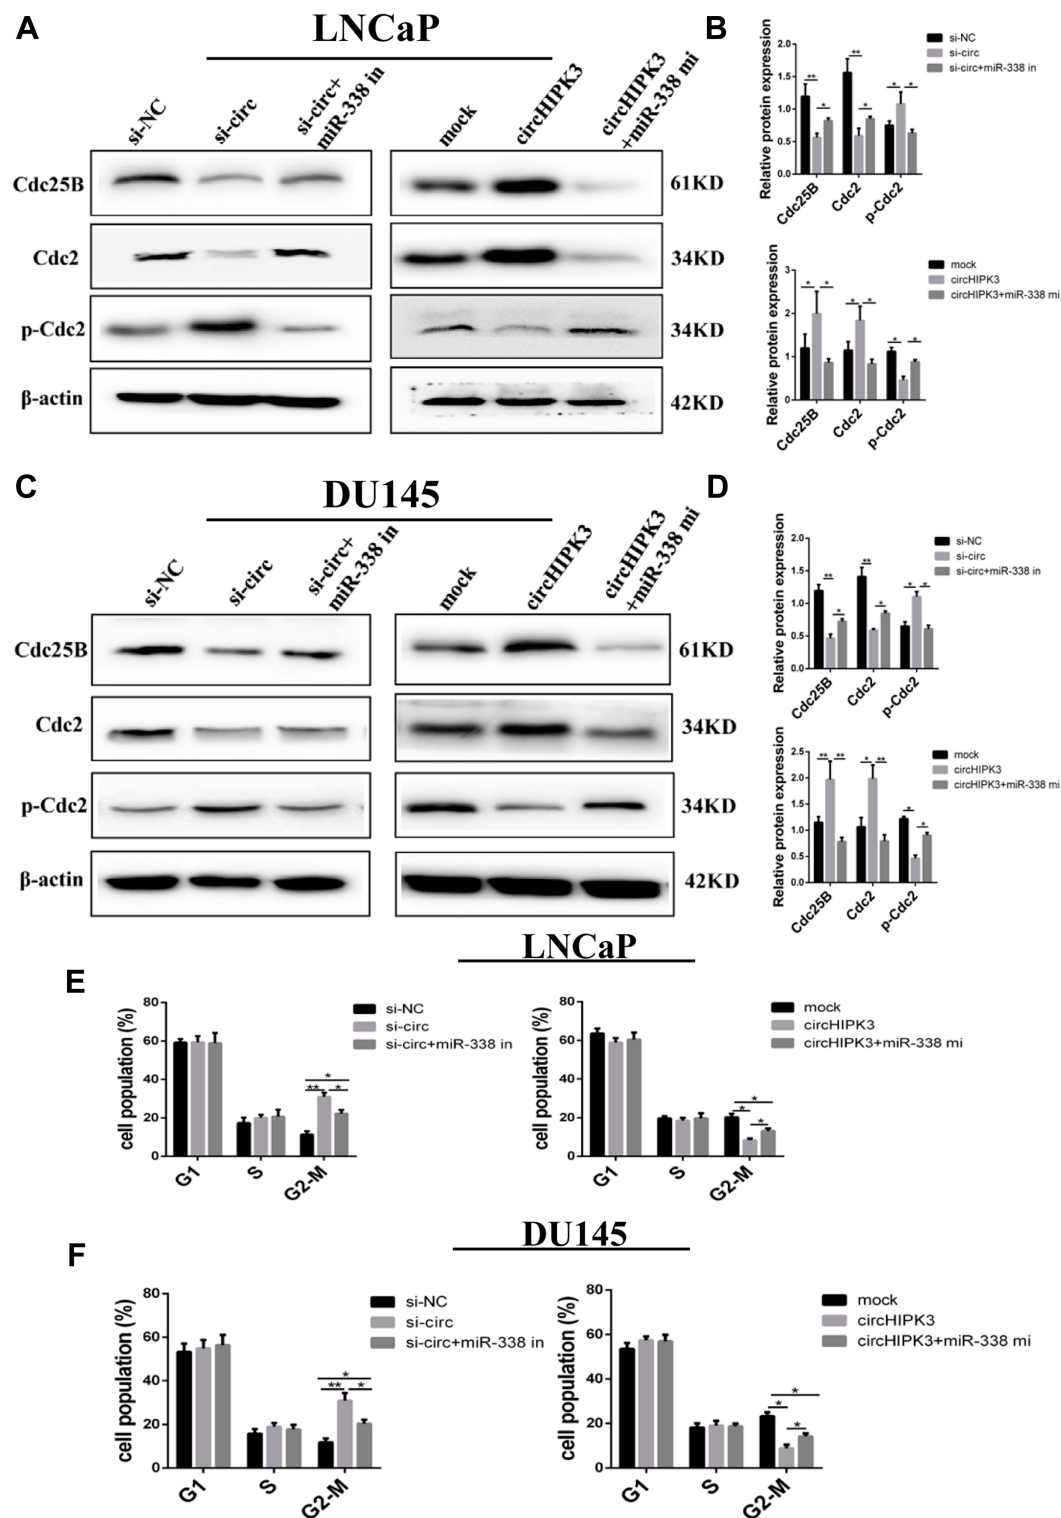 A
LNCaP
si-NC
si-circ
si-circ+
miR-338 in
mock
circHIPK3
circHIPK3
+miR-338 mi
Cdc25B
61KD
Cdc2
34KD
p-Cdc2
34KD
β-actin
42KD
B
Relative protein expression
2.0
1.5
1.0
0.5
0.0
** * ** * * *
Cdc25B
Cdc2
p-Cdc2
si-NC
si-circ
si-circ+miR-338 in
Relative protein expression
3
2
1
0
* * * * * *
Cdc25B
Cdc2
p-Cdc2
mock
circHIPK3
circHIPK3+miR-338 mi
C
DU145
si-NC
si-circ
si-circ+
miR-338 in
mock
circHIPK3
circHIPK3
+miR-338 mi
Cdc25B
61KD
Cdc2
34KD
p-Cdc2
34KD
β-actin
42KD
D
Relative protein expression
2.0
1.5
1.0
0.5
0.0
** * ** * * *
Cdc25B
Cdc2
p-Cdc2
si-NC
si-circ
si-circ+miR-338 in
Relative protein expression
2.5
2.0
1.5
1.0
0.5
0.0
** ** * ** * *
Cdc25B
Cdc2
p-Cdc2
mock
circHIPK3
circHIPK3+miR-338 mi
LNCaP
E
cell population (%)
80
60
40
20
0
*
** *
G1
S
G2-M
si-NC
si-circ
si-circ+miR-338 in
cell population (%)
80
60
40
20
0
*
* *
G1
S
G2-M
mock
circHIPK3
circHIPK3+miR-338 mi
DU145
F
cell population (%)
80
60
40
20
0
*
** *
G1
S
G2-M
si-NC
si-circ
si-circ+miR-338 in
cell population (%)
80
60
40
20
0
*
* *
G1
S
G2-M
mock
circHIPK3
circHIPK3+miR-338 mi